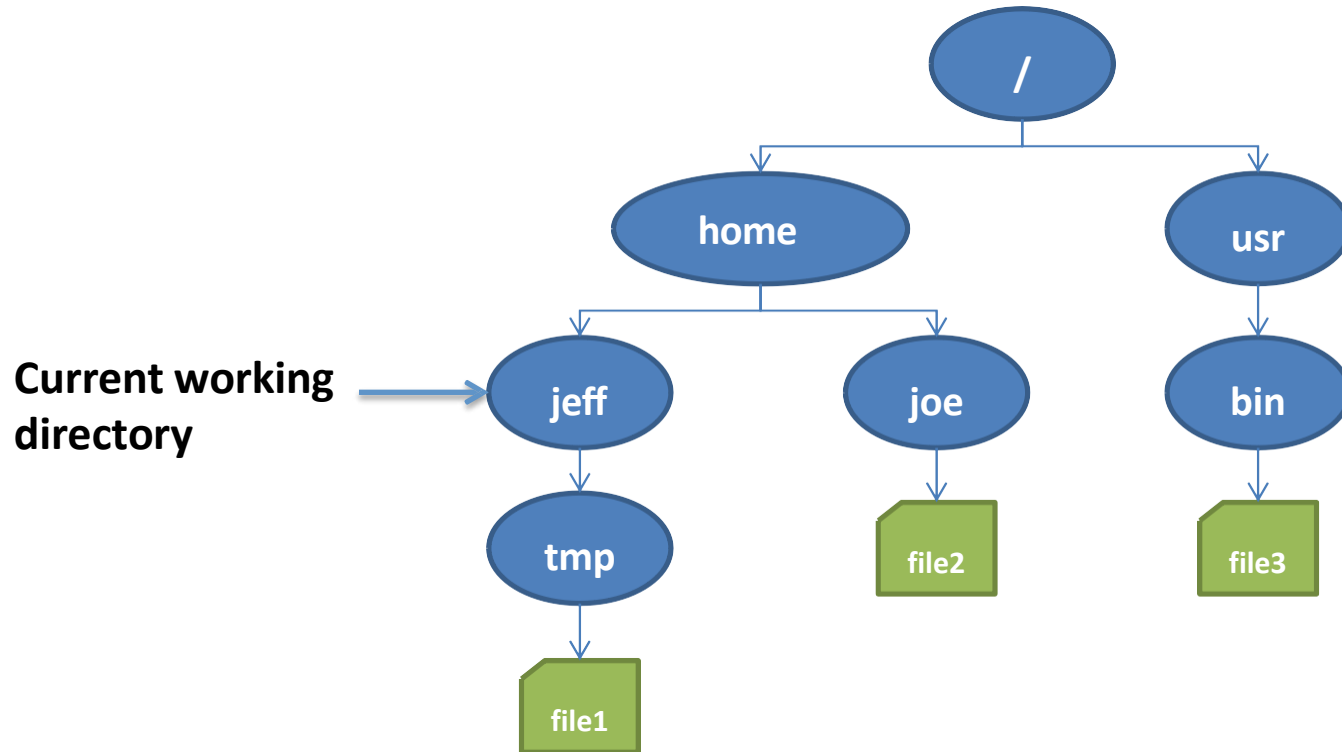 /
home
usr
Current working
directory
jeff
joe
bin
tmp
file2
file3
file1